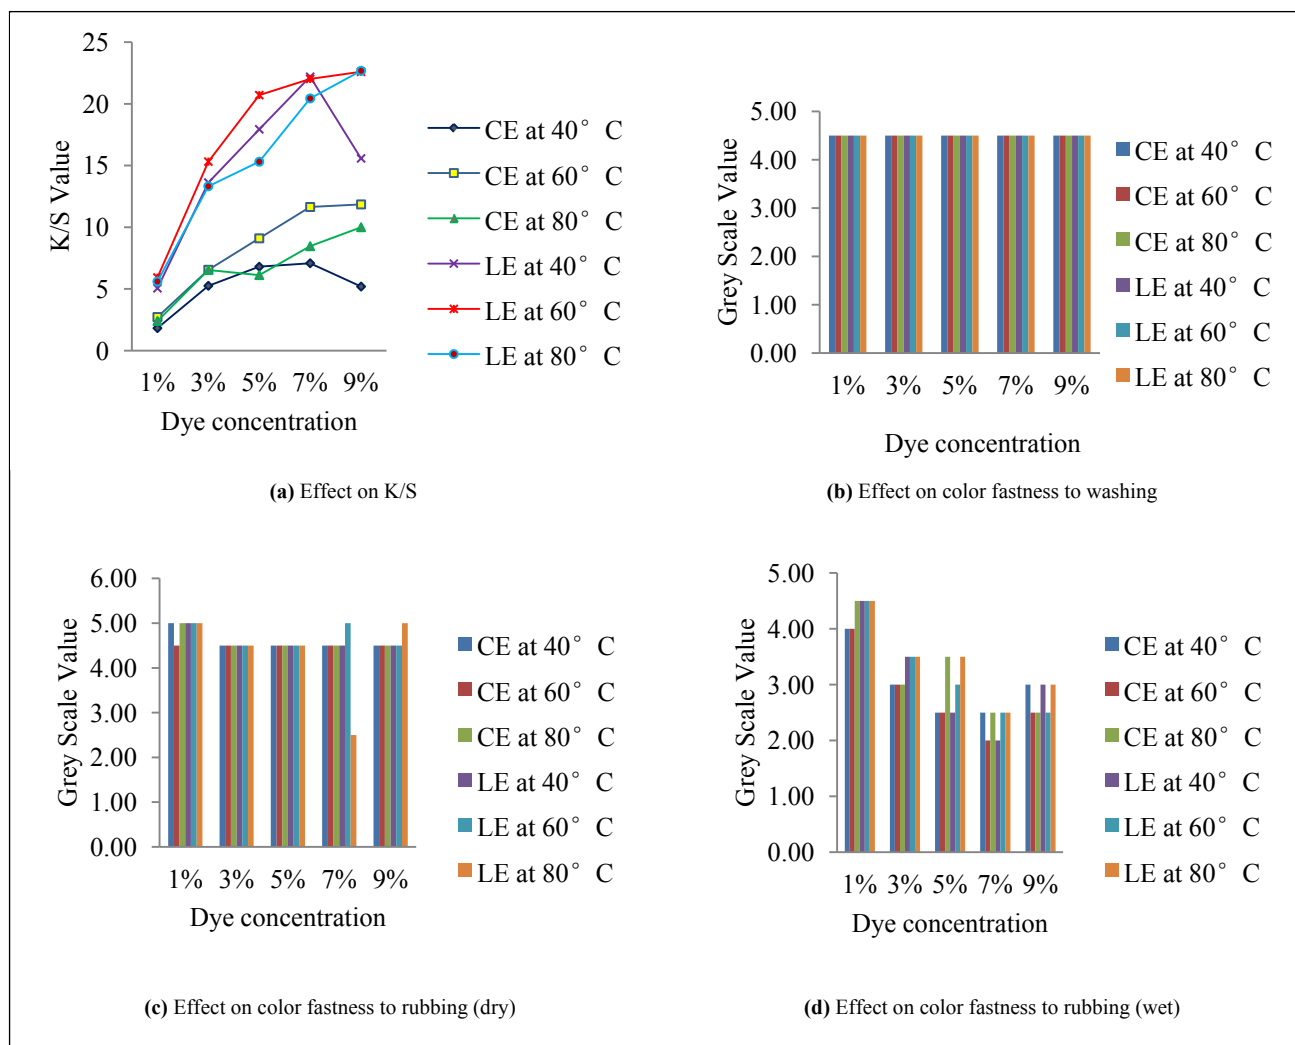 25
20
15
10
5
0
K/S Value
1% 3% 5% 7% 9%
Dye concentration
CE at 40° C
CE at 60° C
CE at 80° C
LE at 40° C
LE at 60° C
LE at 80° C
(a) Effect on K/S
5.00
4.00
3.00
2.00
1.00
0.00
Grey Scale Value
1% 3% 5% 7% 9%
Dye concentration
CE at 40° C
CE at 60° C
CE at 80° C
LE at 40° C
LE at 60° C
LE at 80° C
(b) Effect on color fastness to washing
6.00
5.00
4.00
3.00
2.00
1.00
0.00
Grey Scale Value
1% 3% 5% 7% 9%
Dye concentration
CE at 40° C
CE at 60° C
CE at 80° C
LE at 40° C
LE at 60° C
LE at 80° C
(c) Effect on color fastness to rubbing (dry)
5.00
4.00
3.00
2.00
1.00
0.00
Grey Scale Value
1% 3% 5% 7% 9%
Dye concentration
CE at 40° C
CE at 60° C
CE at 80° C
LE at 40° C
LE at 60° C
LE at 80° C
(d) Effect on color fastness to rubbing (wet)